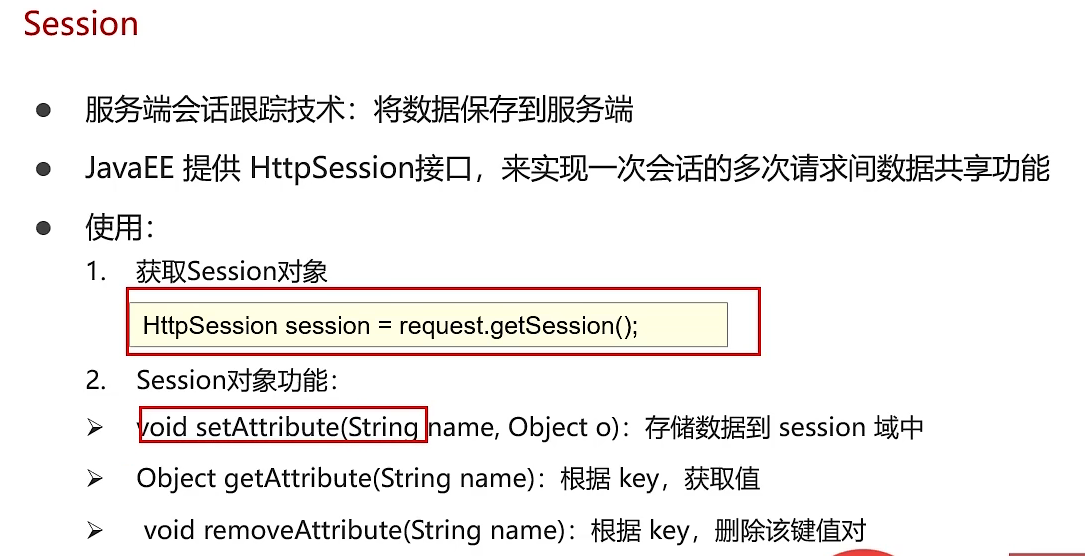 Session
● 服务端会话跟踪技术：将数据保存到服务端
● JavaEE 提供 HttpSession接口，来实现一次会话的多次请求间数据共享功能
● 使用：
1. 获取Session对象
HttpSession session = request.getSession();
2. Session对象功能：
➢ void setAttribute(String name, Object o)：存储数据到 session 域中
➢ Object getAttribute(String name)：根据 key，获取值
➢ void removeAttribute(String name)：根据 key，删除该键值对